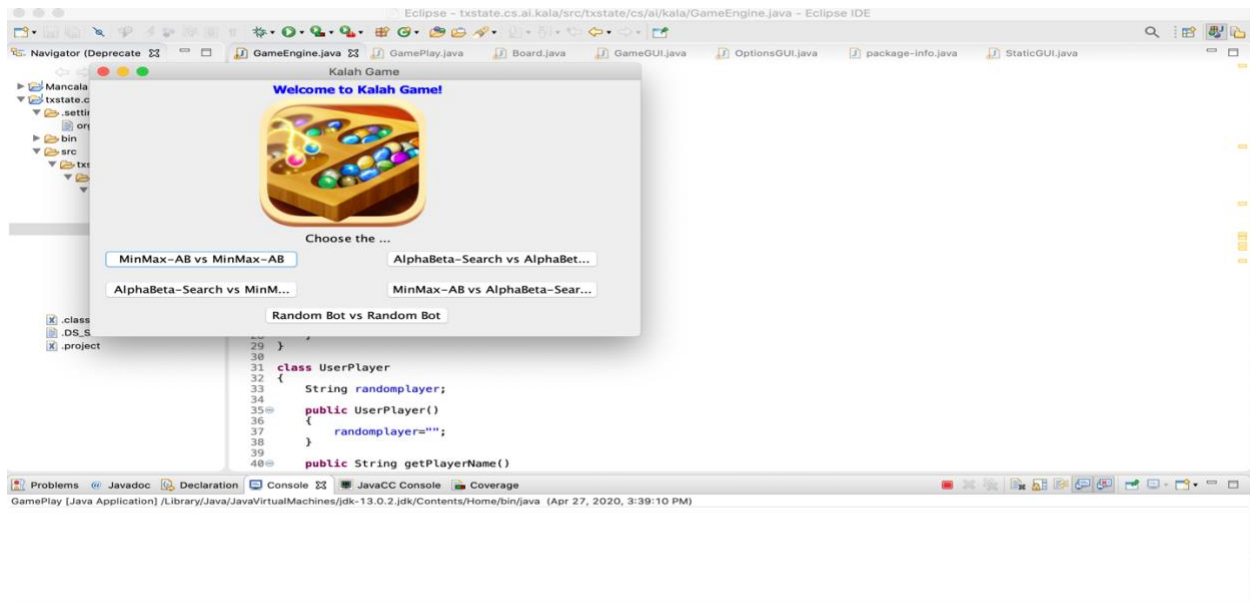 Eclipse - txstate.cs.ai.kala/src/txstate/cs/ai/kala/GameEngine.java - Eclipse IDE
Navigator (Deprecate
GameEngine.java
GamePlay.java
Board.java
GameGUI.java
OptionsGUI.java
package-info.java
StaticGUI.java
Kalah Game
Mancala
txstate.c
.settin
org
bin
src
txs
.class
.DS_S
.project
Welcome to Kalah Game!
Choose the ...
MinMax-AB vs MinMax-AB
AlphaBeta-Search vs AlphaBet...
AlphaBeta-Search vs MinM...
MinMax-AB vs AlphaBeta-Sear...
Random Bot vs Random Bot
29 }
30
31 class UserPlayer
32 {
33 String randomplayer;
34
35 public UserPlayer()
36 {
37 randomplayer="";
38 }
39
40 public String getPlayerName()
Problems
Javadoc
Declaration
Console
JavaCC Console
Coverage
GamePlay [Java Application] /Library/Java/JavaVirtualMachines/jdk-13.0.2.jdk/Contents/Home/bin/java (Apr 27, 2020, 3:39:10 PM)